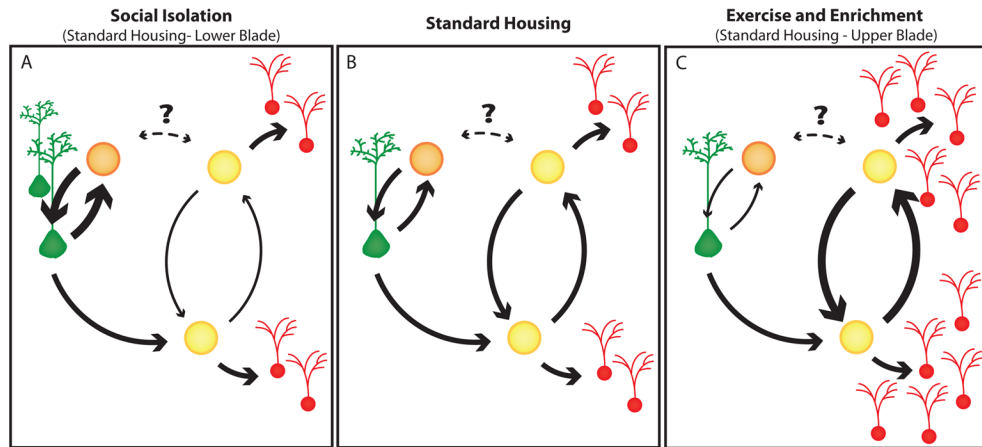 Social Isolation
(Standard Housing- Lower Blade)
Standard Housing
Exercise and Enrichment
(Standard Housing - Upper Blade)
A
?
B
?
C
?